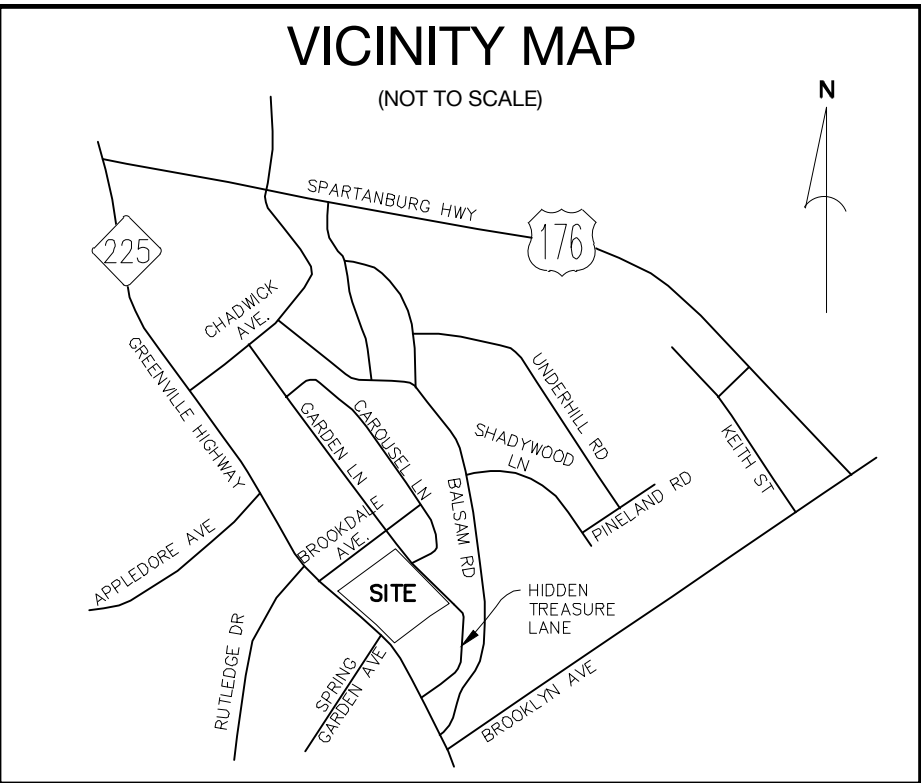 VICINITY MAP
(NOT TO SCALE)
N
SPARTANBURG HWY
176
225
CHADWICK
AVE.
GREENVILLE HIGHWAY
GARDEN LN
CAROUSEL LN
UNDERHILL RD
SHADYWOOD
LN
KEITH ST
BROOKDALE
AVE.
BALSAM RD
PINELAND RD
APPLEDORE AVE
SITE
HIDDEN
TREASURE
LANE
RUTLEDGE DR
SPRING
GARDEN AVE
BROOKLYN AVE